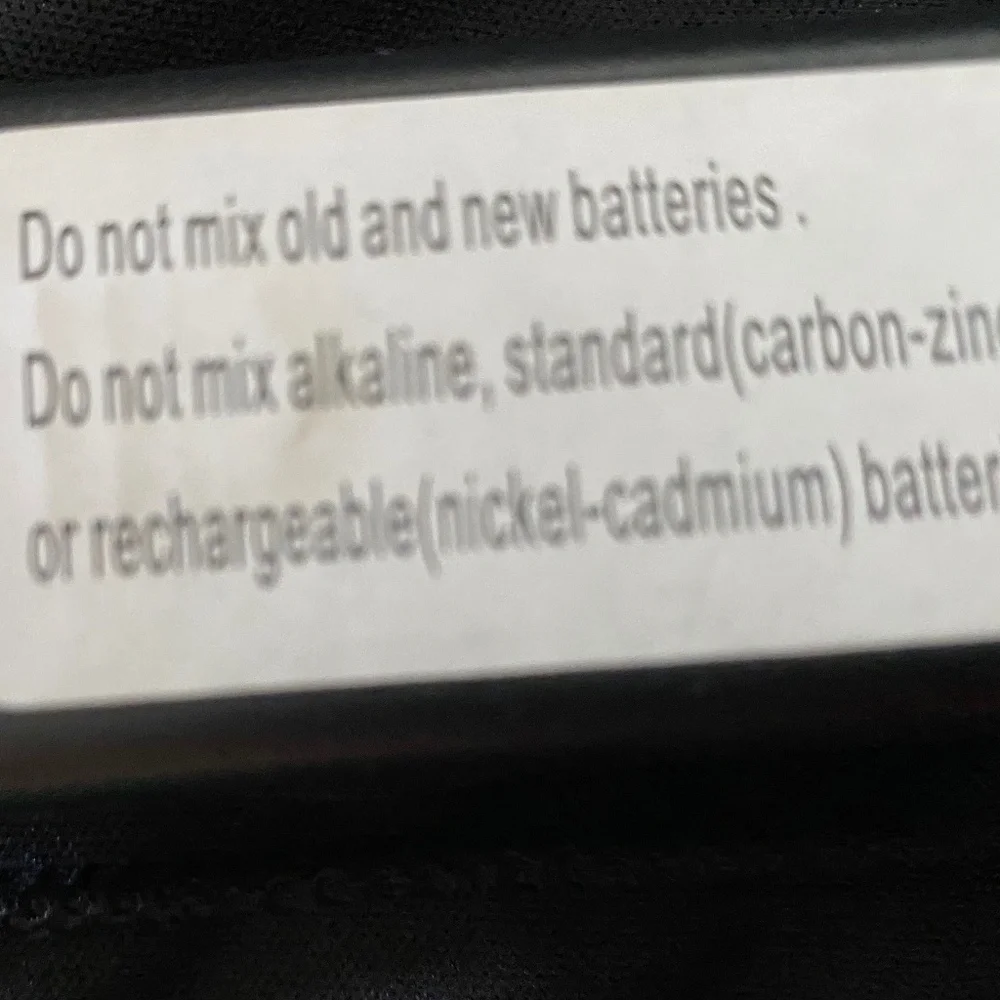 Do not mix old and new batteries .
Do not mix alkaline, standard(carbon-zin
or rechargeable(nickel-cadmium) batter